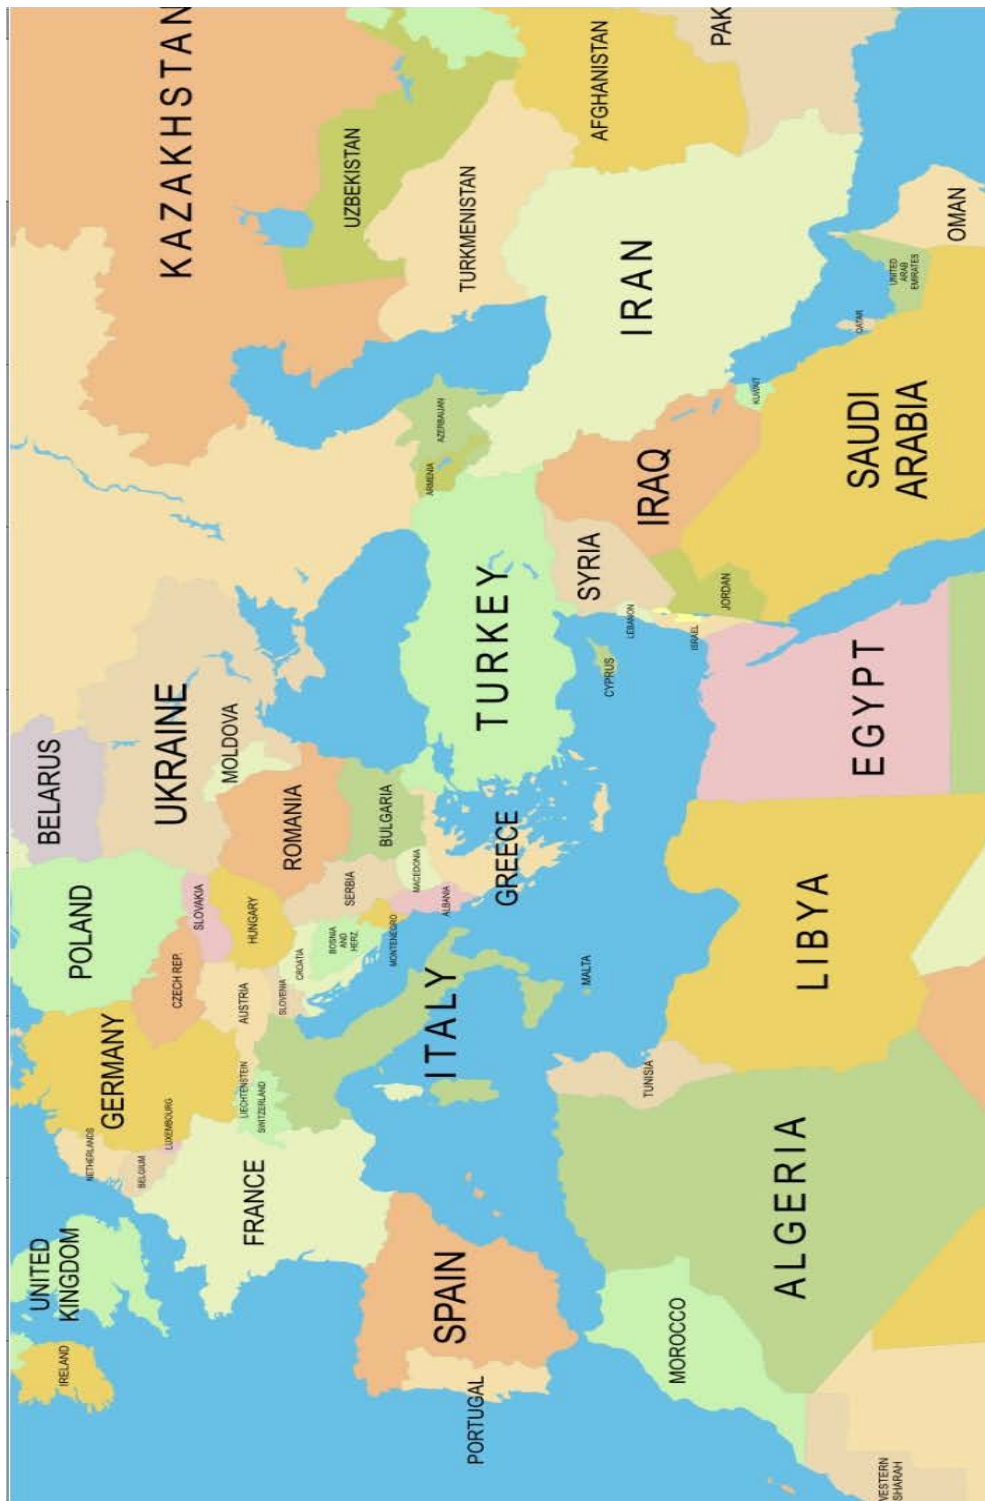 IRELAND
UNITED
KINGDOM
PORTUGAL
SPAIN
FRANCE
NETHERLANDS
BELGIUM
LUXEMBOURG
GERMANY
LIECHTENSTEIN
SWITZERLAND
ITALY
POLAND
CZECH REP.
AUSTRIA
SLOVENIA
CROATIA
BOSNIA
AND
HERZ.
MONTENEGRO
SLOVAKIA
HUNGARY
SERBIA
MACEDONIA
ALBANIA
GREECE
MALTA
BELARUS
UKRAINE
MOLDOVA
ROMANIA
BULGARIA
TURKEY
CYPRUS
ARMENIA
AZERBAIJAN
KAZAKHSTAN
UZBEKISTAN
TURKMENISTAN
AFGHANISTAN
PAK
IRAN
IRAQ
SYRIA
LEBANON
ISRAEL
JORDAN
KUWAIT
SAUDI
ARABIA
QATAR
UNITED
ARAB
EMIRATES
OMAN
EGYPT
LIBYA
TUNISIA
ALGERIA
MOROCCO
WESTERN
SHARAH